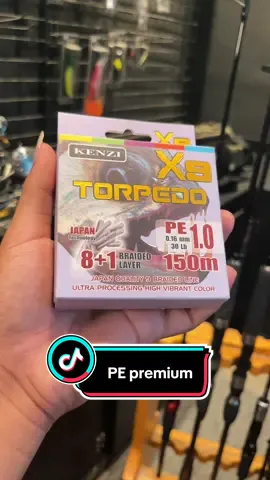 KENZI
X9
TORPEDO
JAPAN
8+1 BRAIDED LAYER
PE 1.0
0.16 mm
30 Lb
150m
JAPAN QUALITY 9 BRAIDED LINE
ULTRA PROCESSING HIGH VIBRANT COLOR
PE premium